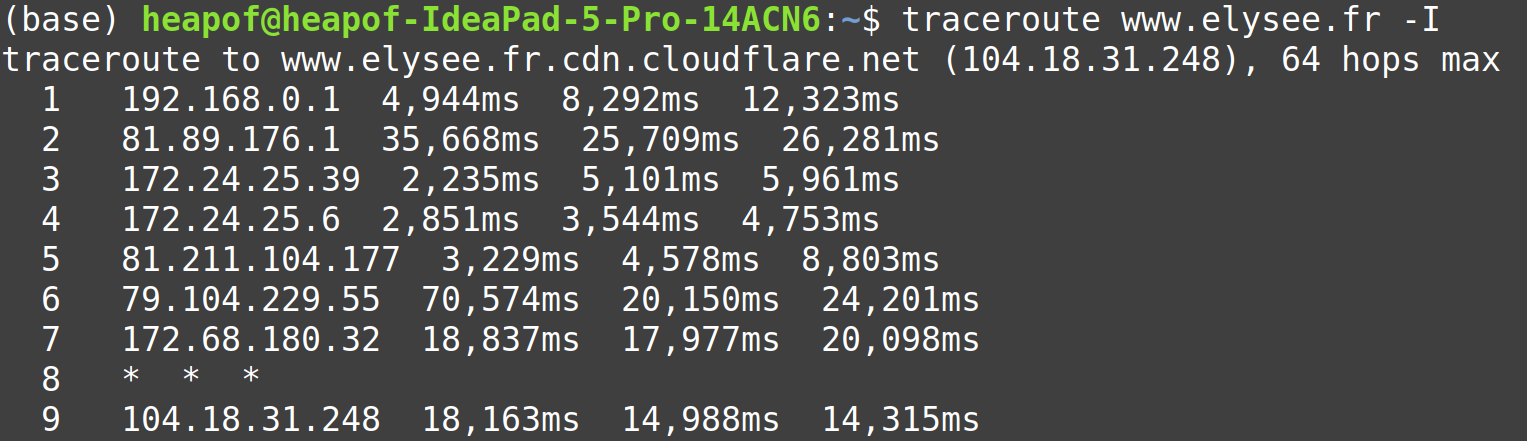 (base) heapof@heapof-IdeaPad-5-Pro-14ACN6:~$ traceroute www.elysee.fr -I
traceroute to www.elysee.fr.cdn.cloudflare.net (104.18.31.248), 64 hops max
1 192.168.0.1 4,944ms 8,292ms 12,323ms
2 81.89.176.1 35,668ms 25,709ms 26,281ms
3 172.24.25.39 2,235ms 5,101ms 5,961ms
4 172.24.25.6 2,851ms 3,544ms 4,753ms
5 81.211.104.177 3,229ms 4,578ms 8,803ms
6 79.104.229.55 70,574ms 20,150ms 24,201ms
7 172.68.180.32 18,837ms 17,977ms 20,098ms
8 * * *
9 104.18.31.248 18,163ms 14,988ms 14,315ms